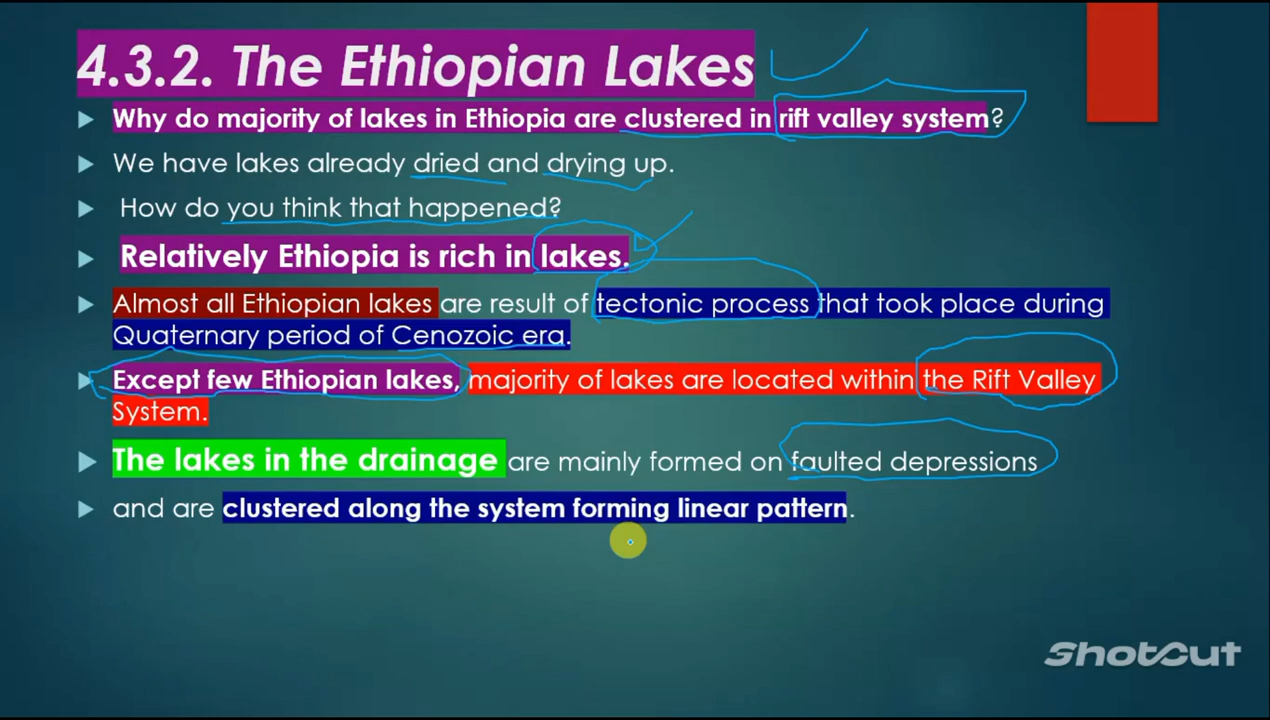 4.3.2. The Ethiopian Lakes
Why do majority of lakes in Ethiopia are clustered in rift valley system?
We have lakes already dried and drying up.
How do you think that happened?
Relatively Ethiopia is rich in lakes.
Almost all Ethiopian lakes are result of tectonic process that took place during
Quaternary period of Cenozoic era.
Except few Ethiopian lakes, majority of lakes are located within the Rift Valley
System.
The lakes in the drainage are mainly formed on faulted depressions
and are clustered along the system forming linear pattern.
ShotCut